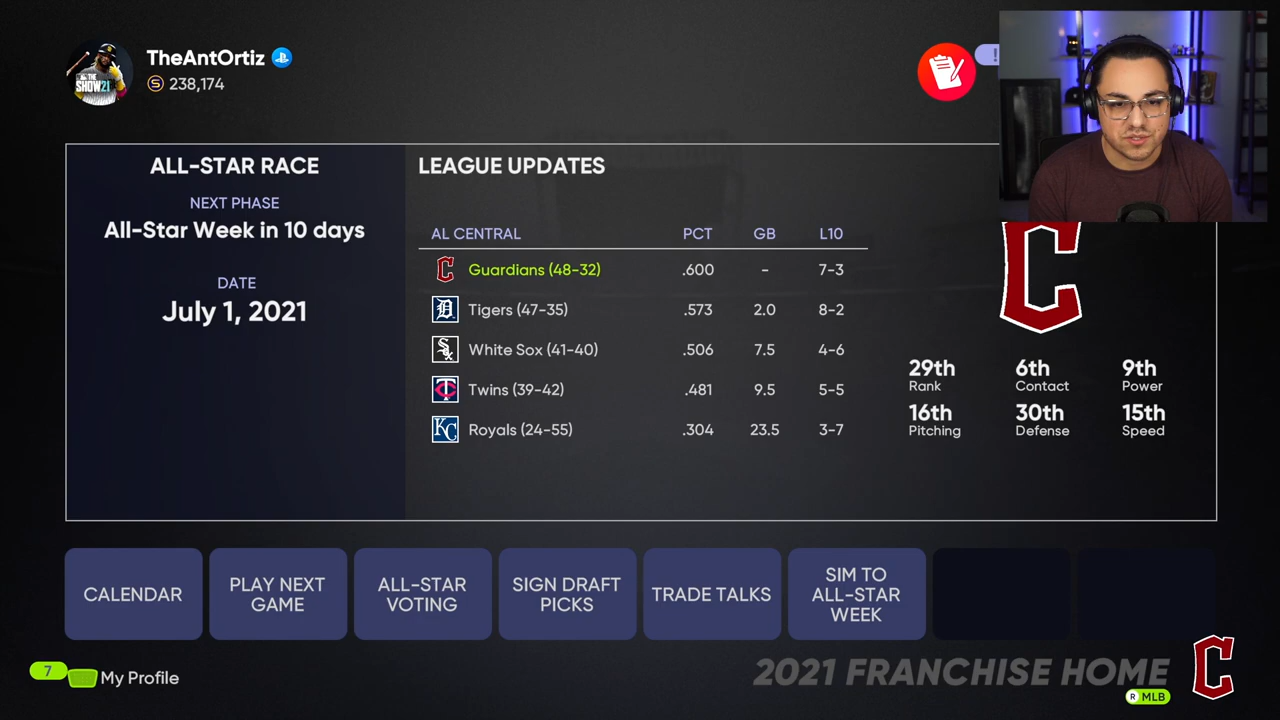 TheAntOrtiz
238,174
THE SHOW21
ALL-STAR RACE
NEXT PHASE
All-Star Week in 10 days
DATE
July 1, 2021
LEAGUE UPDATES
AL CENTRAL PCT GB L10
Guardians (48-32) .600 - 7-3
Tigers (47-35) .573 2.0 8-2
White Sox (41-40) .506 7.5 4-6
Twins (39-42) .481 9.5 5-5
Royals (24-55) .304 23.5 3-7
29th 6th 9th
Rank Contact Power
16th 30th 15th
Pitching Defense Speed
CALENDAR
PLAY NEXT
GAME
ALL-STAR
VOTING
SIGN DRAFT
PICKS
TRADE TALKS
SIM TO
ALL-STAR
WEEK
7 My Profile
2021 FRANCHISE HOME
R MLB